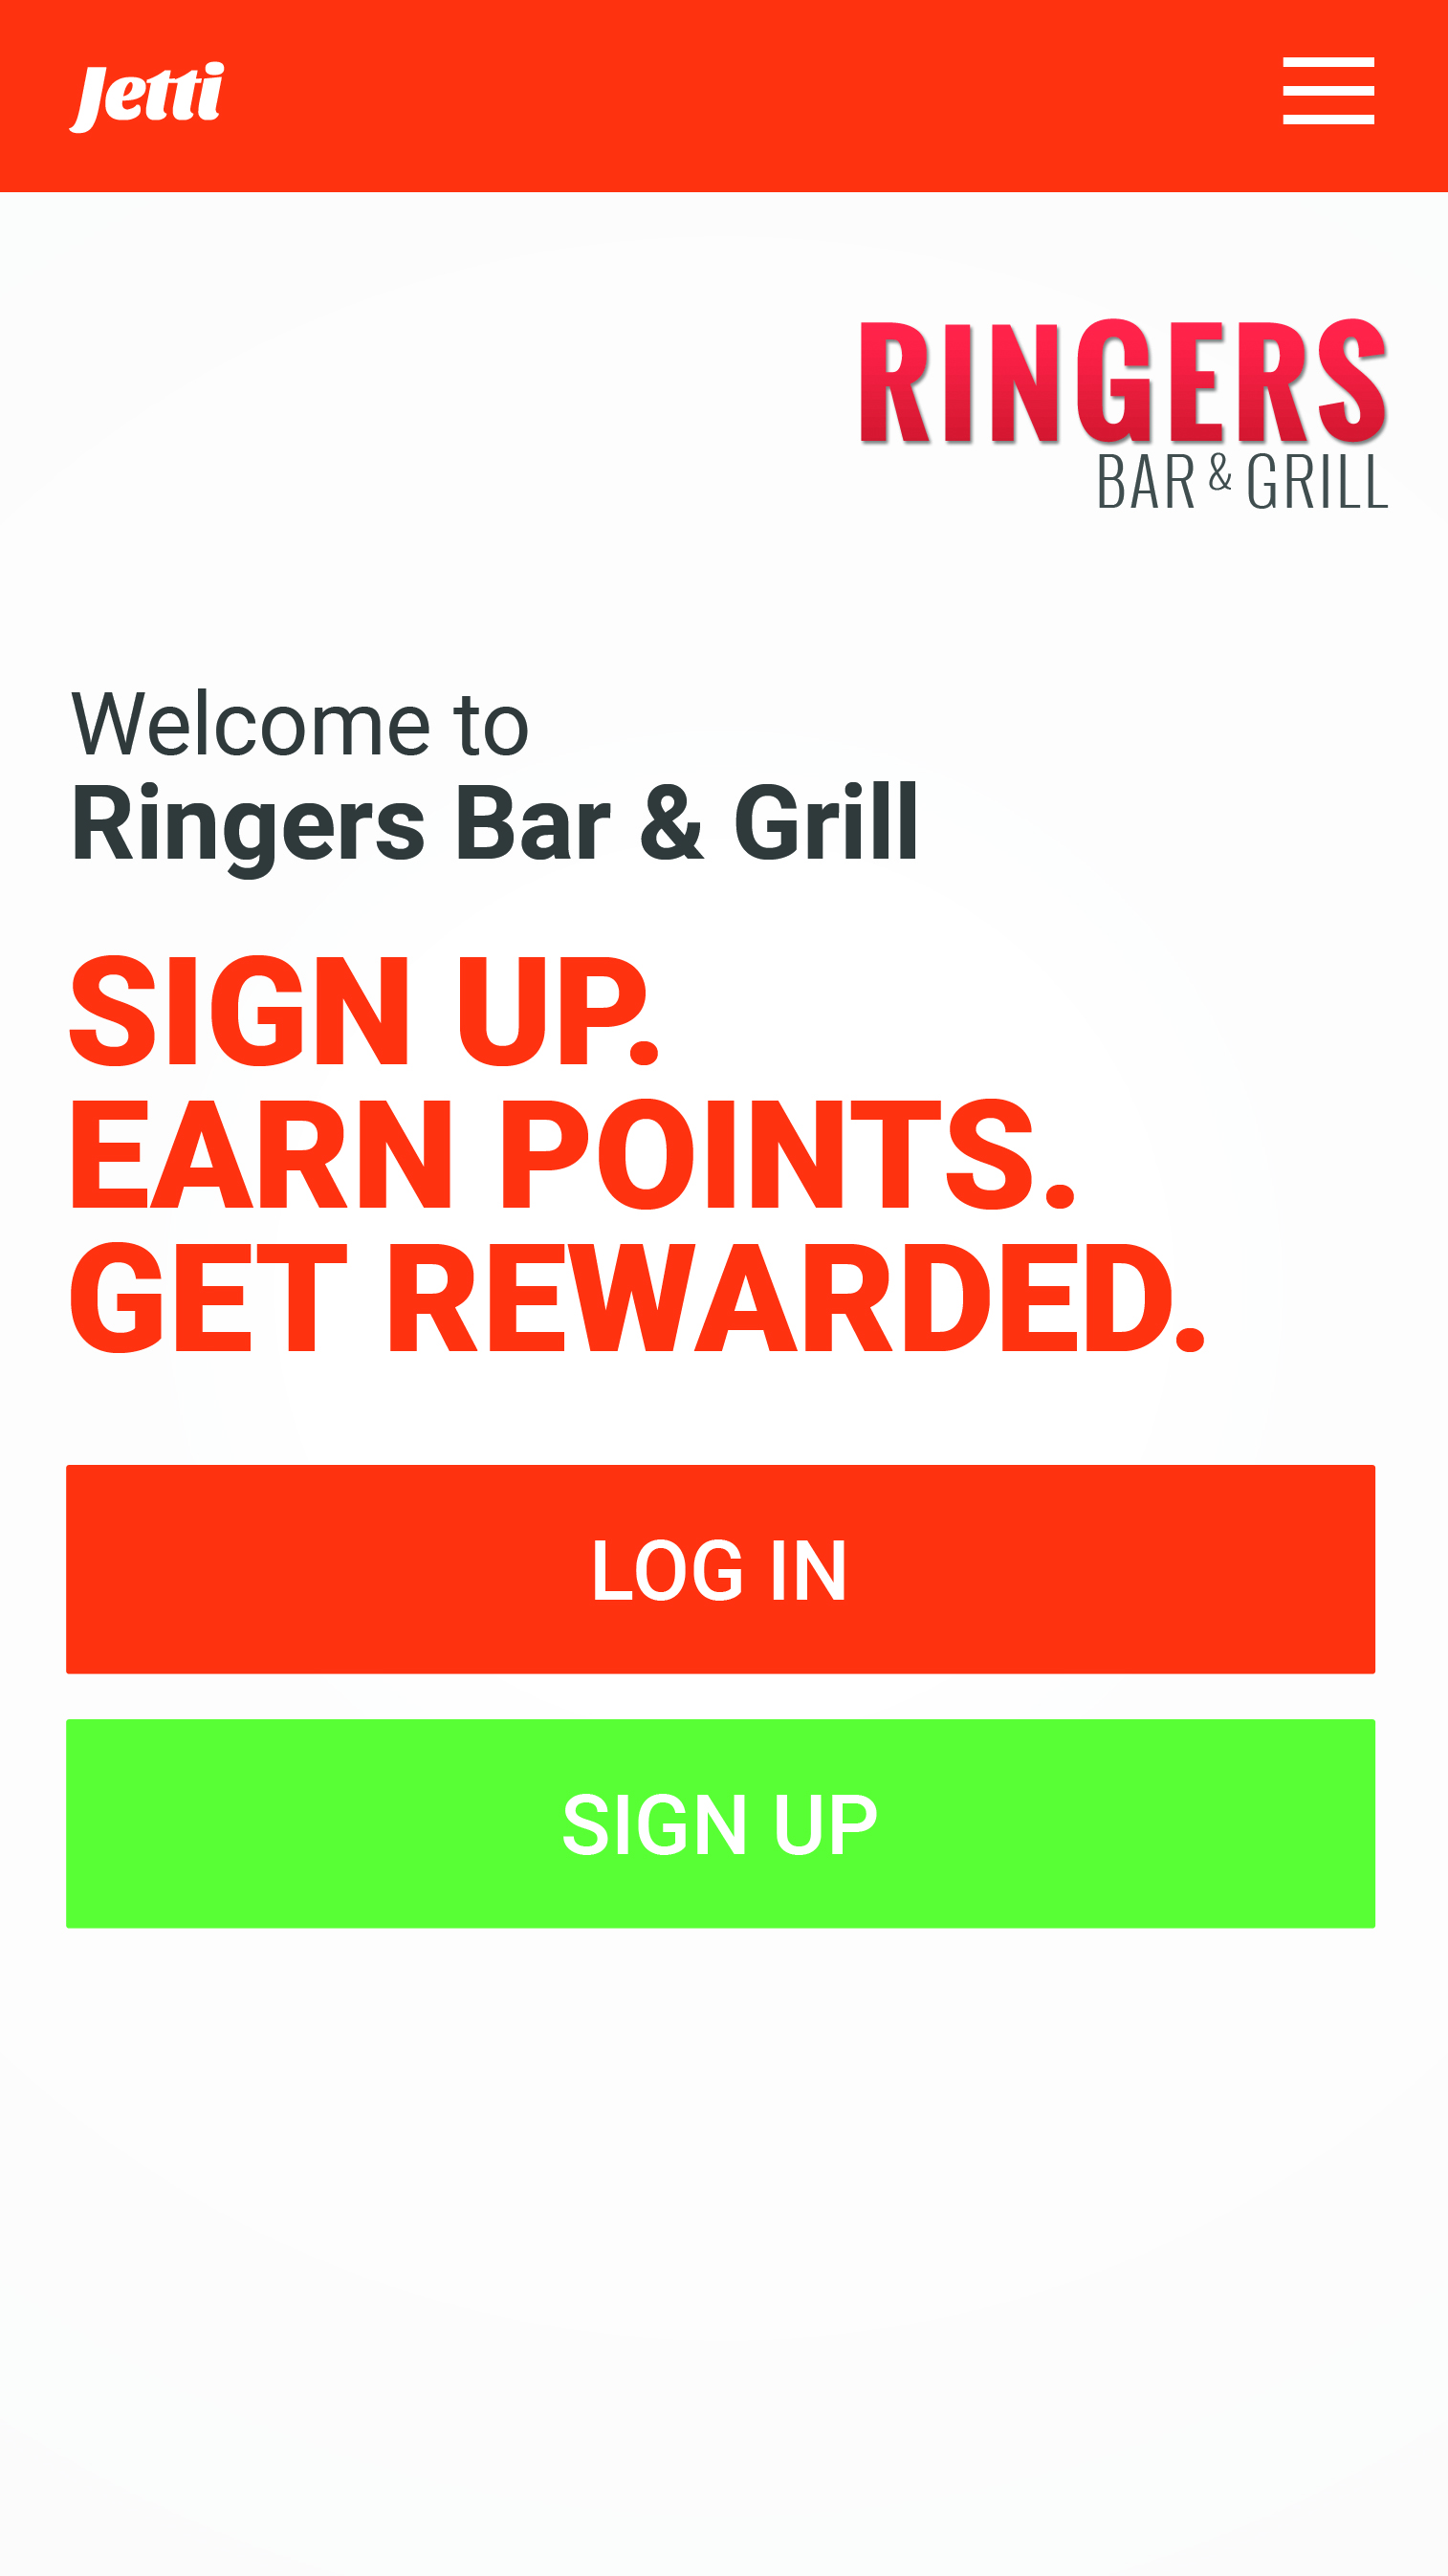 Jetti
RINGERS
BAR & GRILL
Welcome to
Ringers Bar & Grill
SIGN UP.
EARN POINTS.
GET REWARDED.
LOG IN
SIGN UP